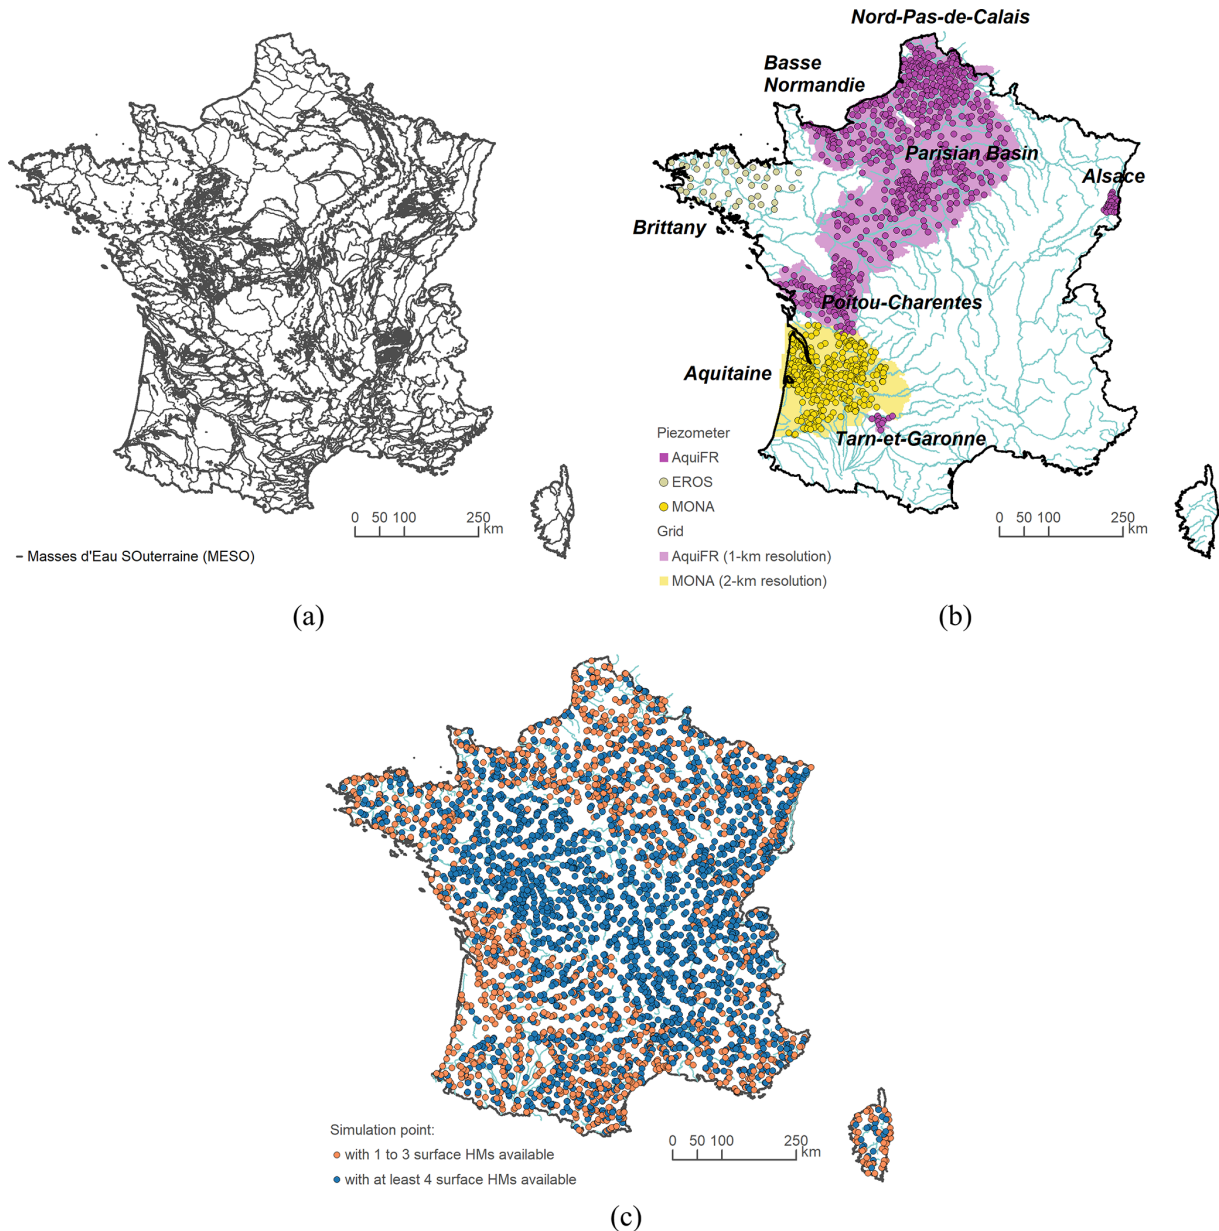 0 50 100 250
km
– Masses d'Eau SOuterraine (MESO)
(a)
Nord-Pas-de-Calais
Basse
Normandie
Parisian Basin
Alsace
Brittany
Poitou-Charentes
Aquitaine
Tarn-et-Garonne
Piezometer
AquiFR
EROS
MONA
Grid
AquiFR (1-km resolution)
MONA (2-km resolution)
0 50 100 250
km
(b)
Simulation point:
with 1 to 3 surface HMs available
with at least 4 surface HMs available
0 50 100 250
km
(c)